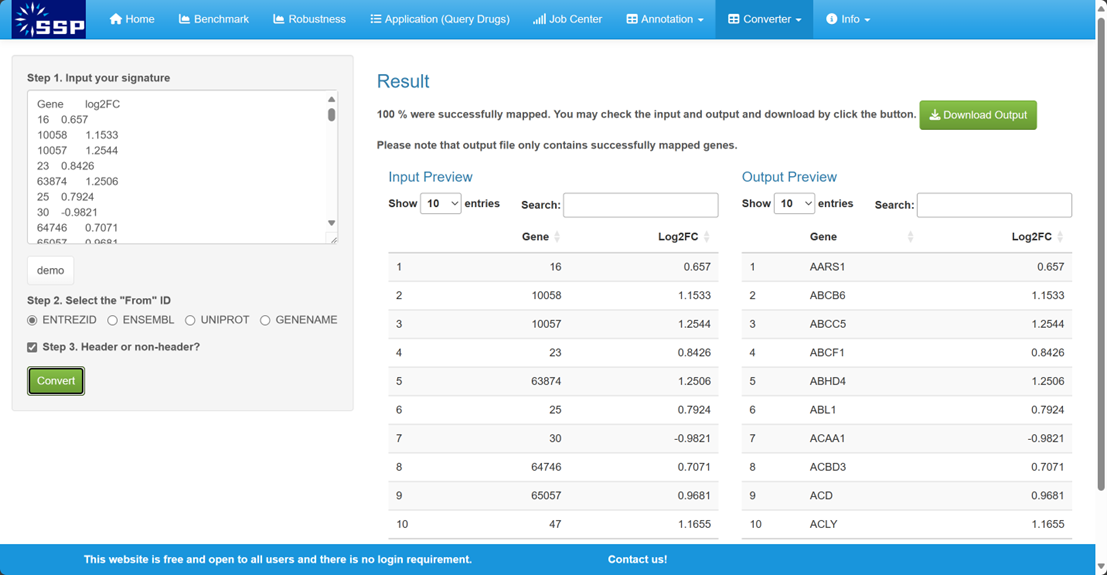 SSP Home Benchmark Robustness Application (Query Drugs) Job Center Annotation Converter Info
Step 1. Input your signature
Gene log2FC
16 0.657
10058 1.1533
10057 1.2544
23 0.8426
63874 1.2506
25 0.7924
30 -0.9821
64746 0.7071
65057 0.9681
demo
Step 2. Select the "From" ID
ENTREZID ENSEMBL UNIPROT GENENAME
Step 3. Header or non-header?
Convert
Result
100 % were successfully mapped. You may check the input and output and download by click the button. Download Output
Please note that output file only contains successfully mapped genes.
Input Preview
Show 10 entries Search:
Gene Log2FC
1 16 0.657
2 10058 1.1533
3 10057 1.2544
4 23 0.8426
5 63874 1.2506
6 25 0.7924
7 30 -0.9821
8 64746 0.7071
9 65057 0.9681
10 47 1.1655
Output Preview
Show 10 entries Search:
Gene Log2FC
1 AARS1 0.657
2 ABCB6 1.1533
3 ABCC5 1.2544
4 ABCF1 0.8426
5 ABHD4 1.2506
6 ABL1 0.7924
7 ACAA1 -0.9821
8 ACBD3 0.7071
9 ACD 0.9681
10 ACLY 1.1655
This website is free and open to all users and there is no login requirement. Contact us!